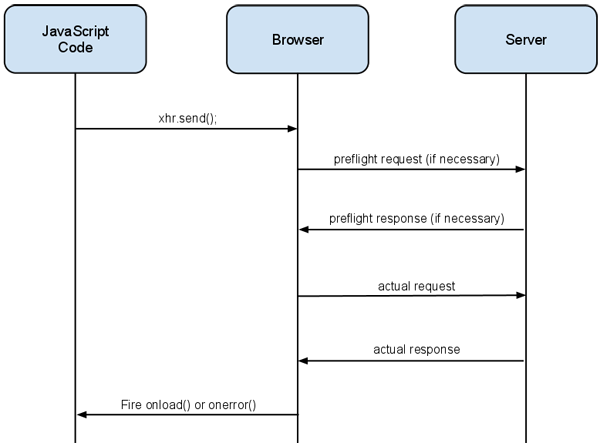 JavaScript
Code
Browser
Server
xhr.send();
preflight request (if necessary)
preflight response (if necessary)
actual request
actual response
Fire onload() or onerror()